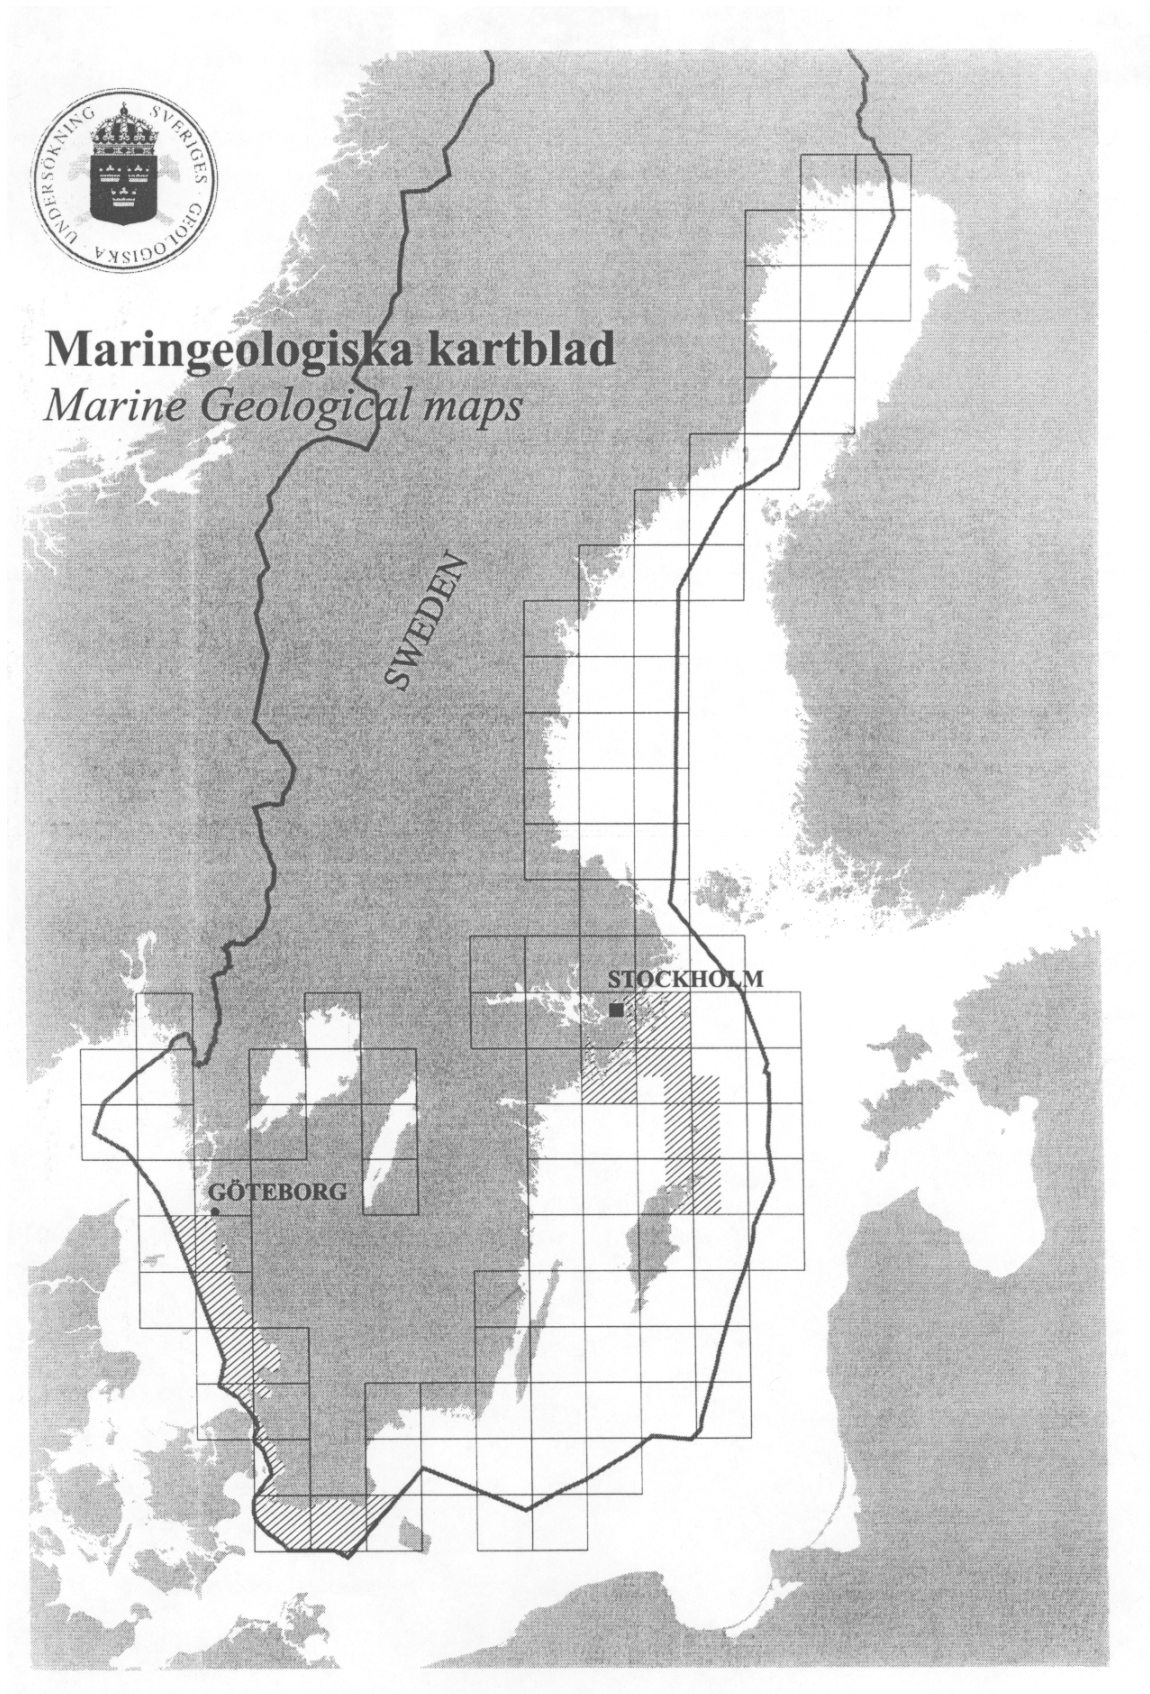 SVERIGES · GEOLOGISKA · UNDERSÖKNING
Maringeologiska kartblad
Marine Geological maps
SWEDEN
STOCKHOLM
GÖTEBORG